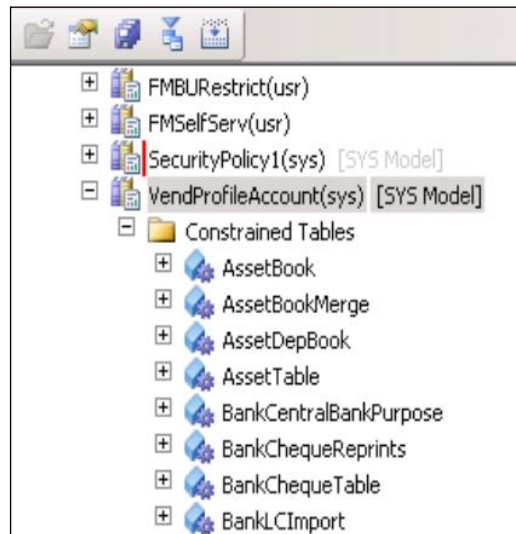 FMBURestrict(usr)
FMSelfServ(usr)
SecurityPolicy1(sys) [SYS Model]
VendProfileAccount(sys) [SYS Model]
Constrained Tables
AssetBook
AssetBookMerge
AssetDepBook
AssetTable
BankCentralBankPurpose
BankChequeReprints
BankChequeTable
BankLCImport